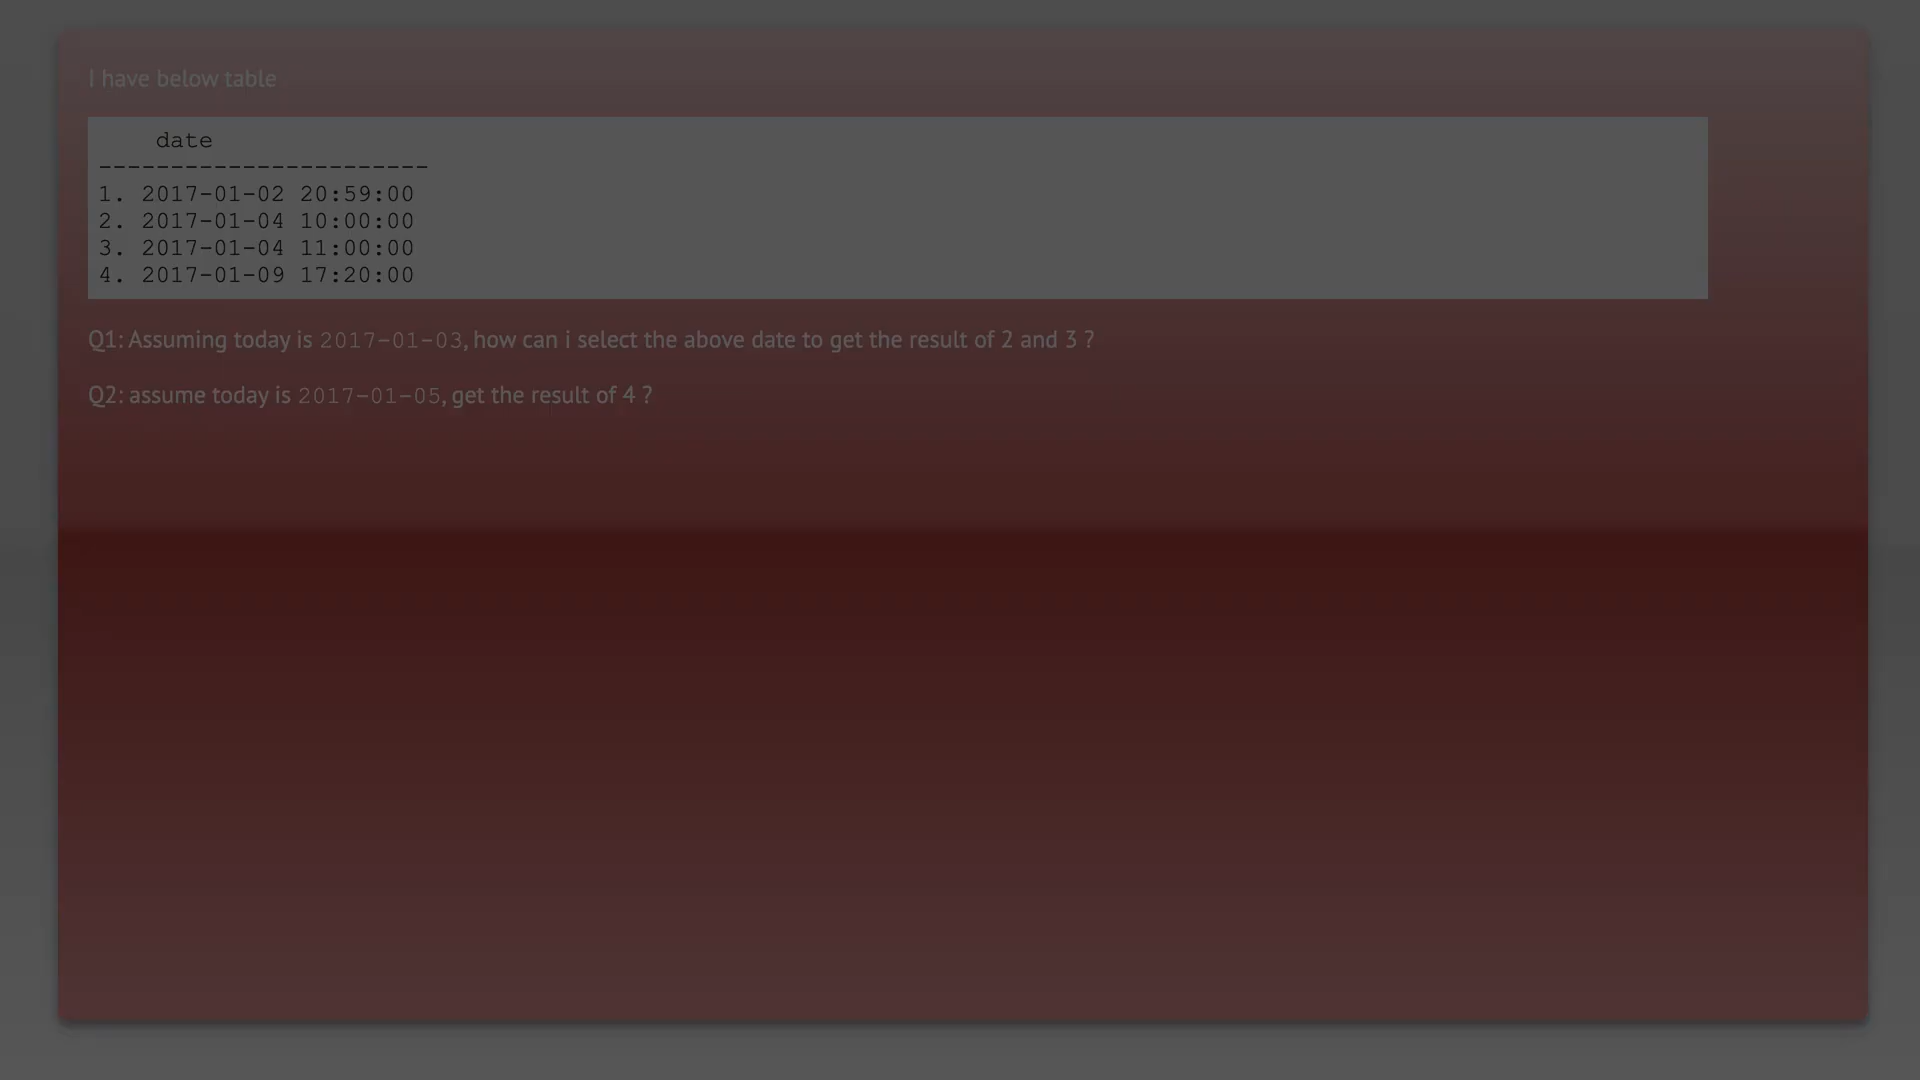 I have below table
date
-----------------------
1. 2017-01-02 20:59:00
2. 2017-01-04 10:00:00
3. 2017-01-04 11:00:00
4. 2017-01-09 17:20:00
Q1: Assuming today is 2017-01-03, how can i select the above date to get the result of 2 and 3 ?
Q2: assume today is 2017-01-05, get the result of 4 ?